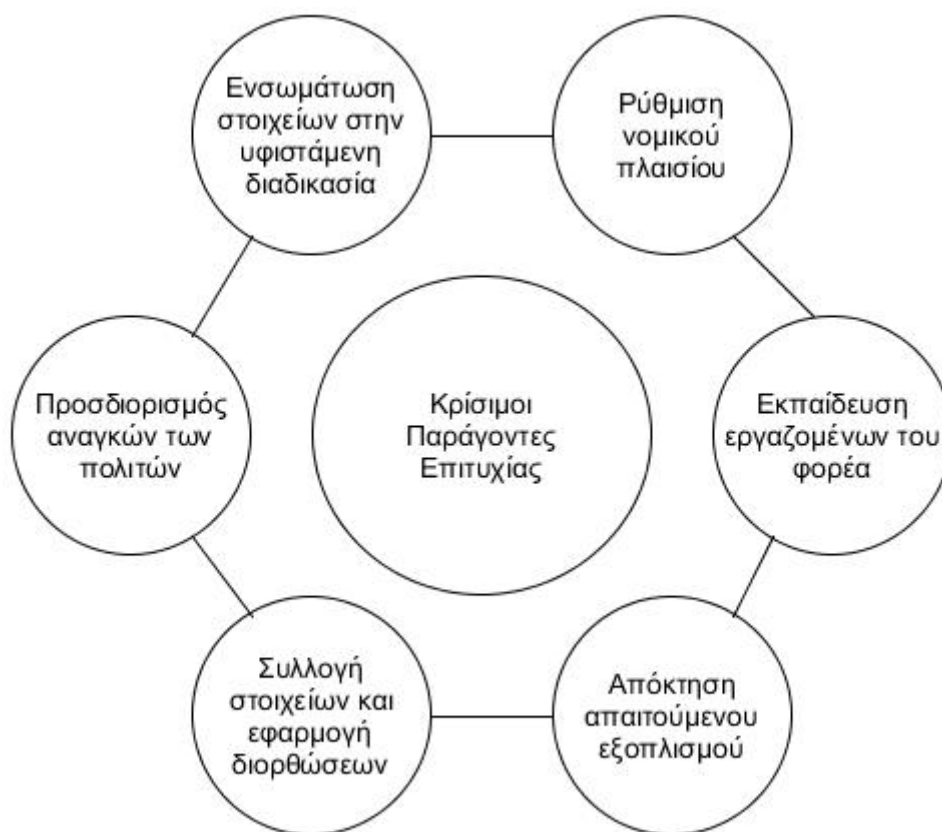 Ενσωμάτωση
στοιχείων στην
υφιστάμενη
διαδικασία
Ρύθμιση
νομικού
πλαισίου
Προσδιορισμός
αναγκών των
πολιτών
Κρίσιμοι
Παράγοντες
Επιτυχίας
Εκπαίδευση
εργαζομένων του
φορέα
Συλλογή
στοιχείων και
εφαρμογή
διορθώσεων
Απόκτηση
απαιτούμενου
εξοπλισμού